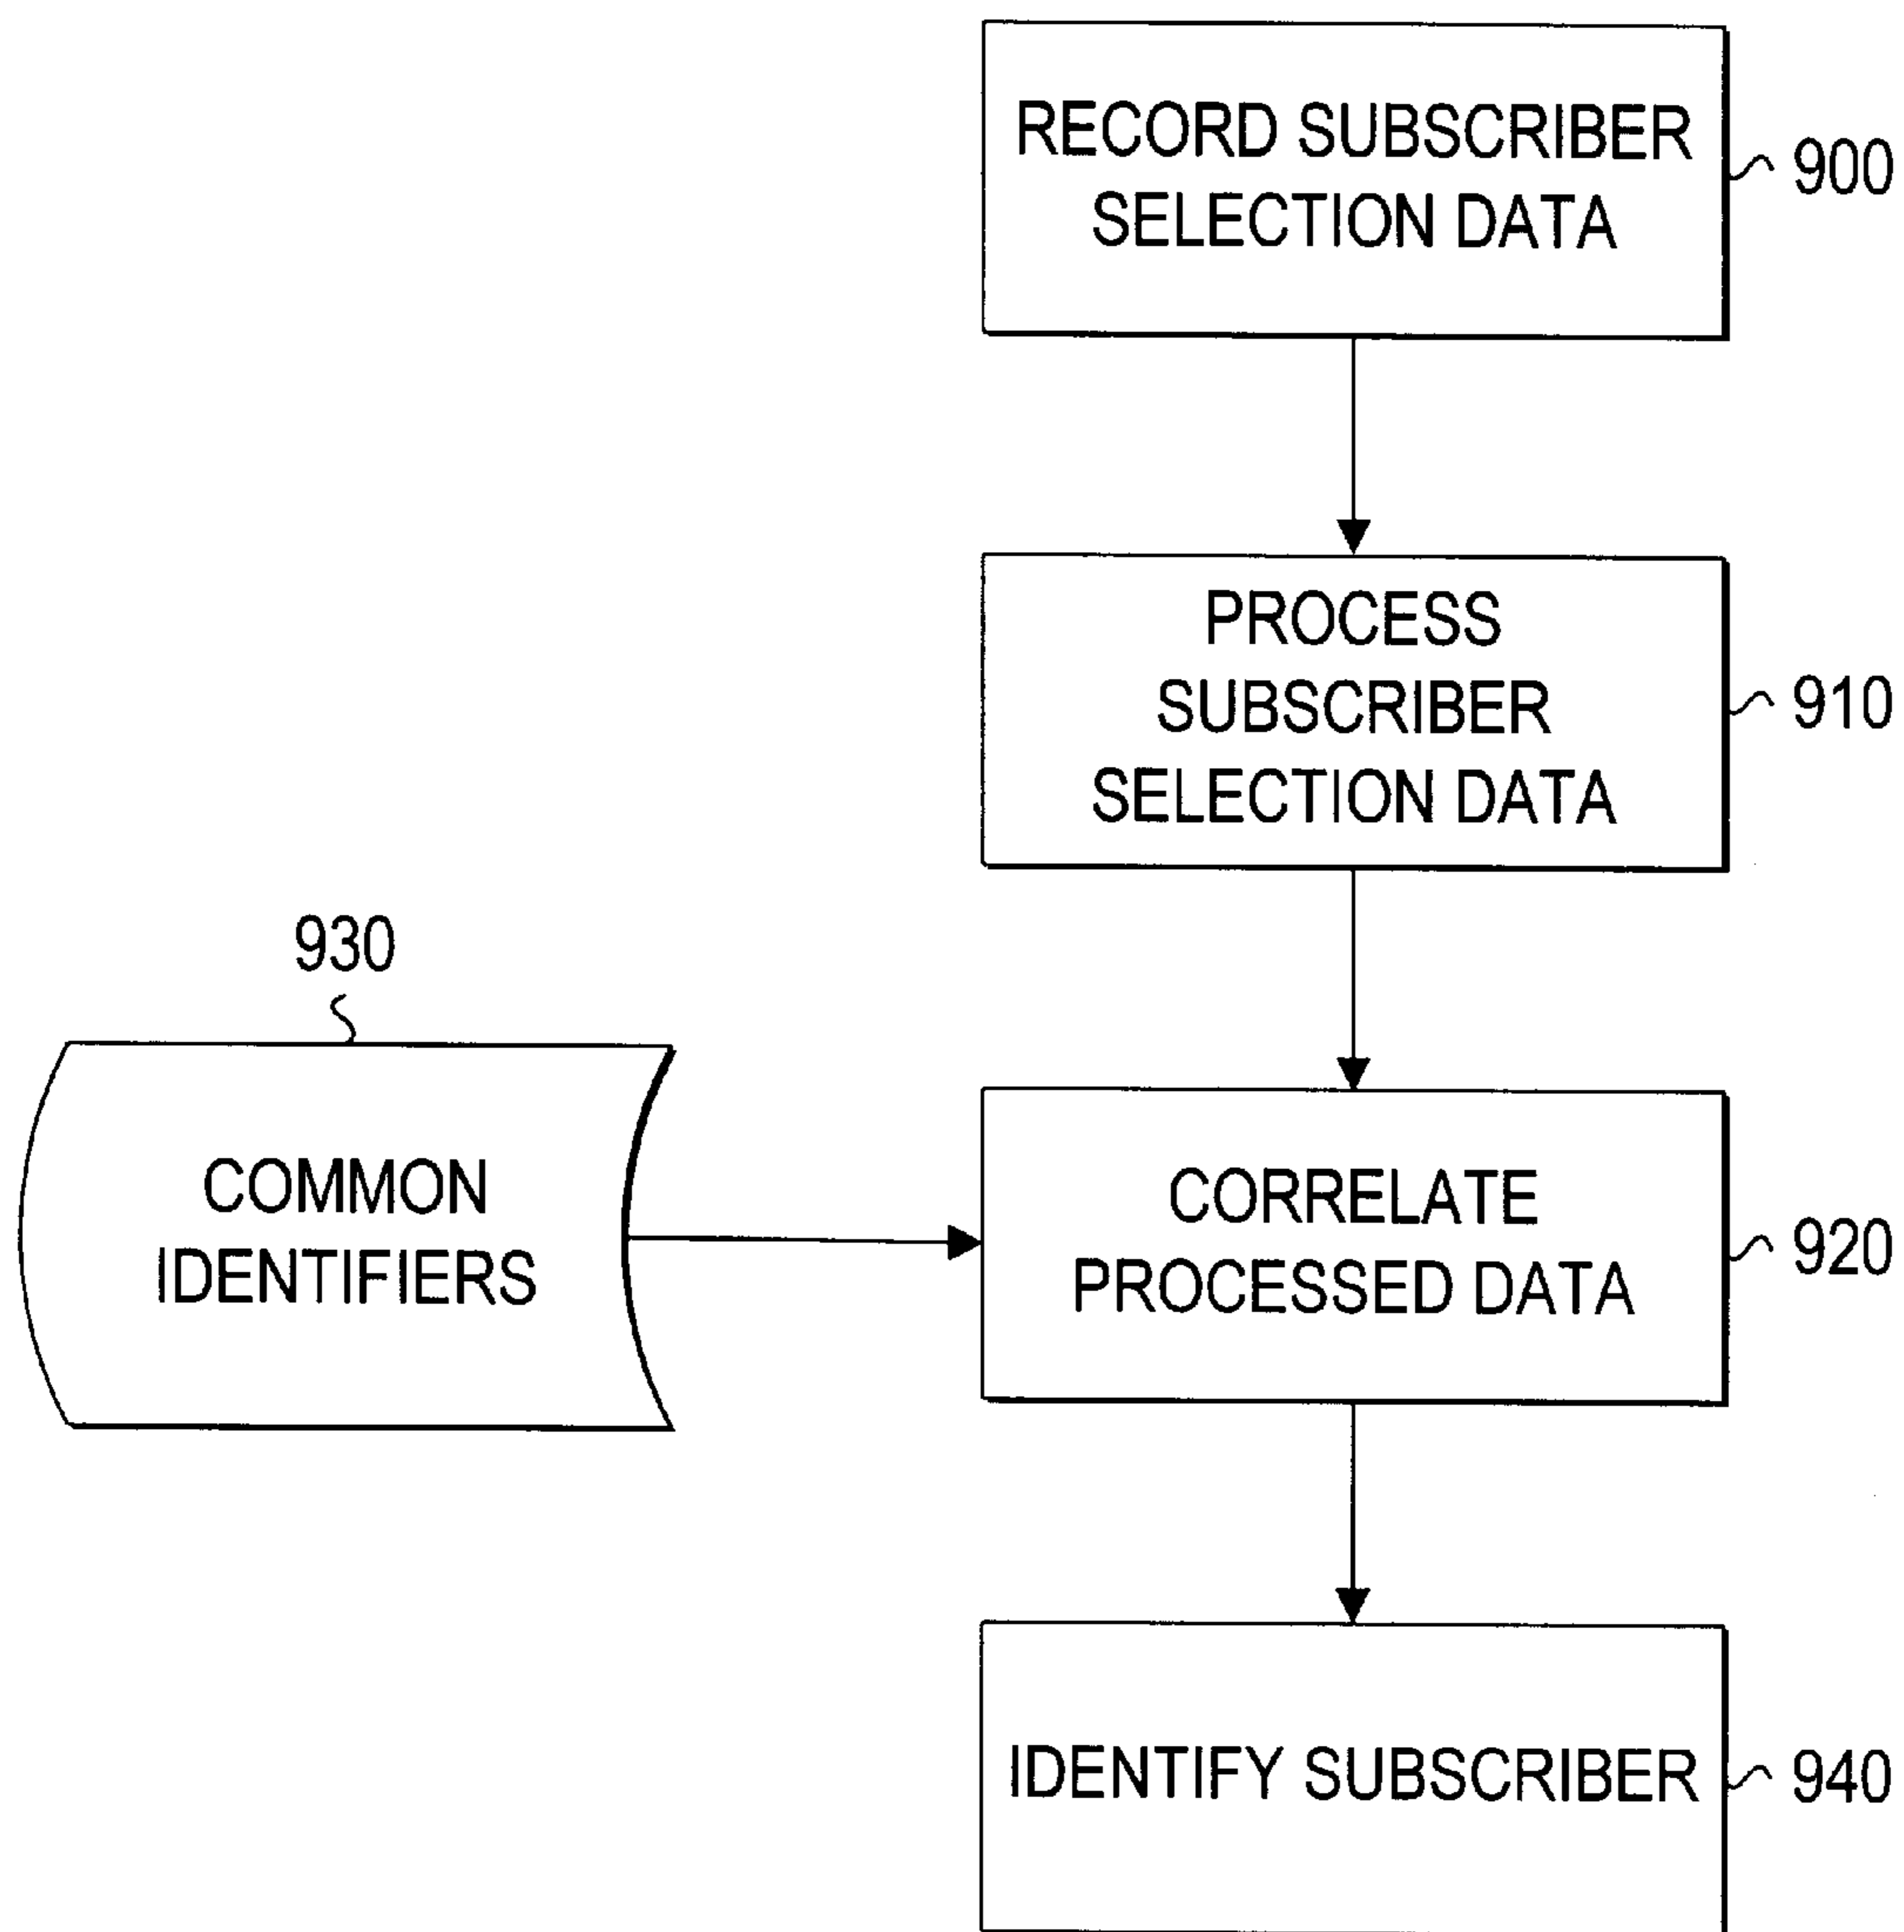 RECORD SUBSCRIBER
SELECTION DATA
900
PROCESS
SUBSCRIBER
SELECTION DATA
910
930
COMMON
IDENTIFIERS
CORRELATE
PROCESSED DATA
920
IDENTIFY SUBSCRIBER
940